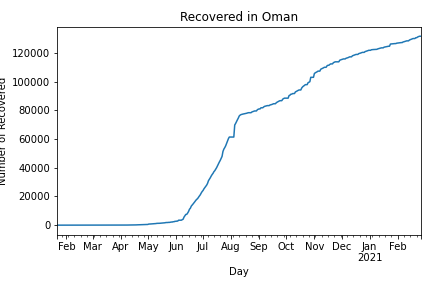 Recovered in Oman
Number of Recovered
120000
100000
80000
60000
40000
20000
0
Feb Mar Apr May Jun Jul Aug Sep Oct Nov Dec Jan Feb
2021
Day